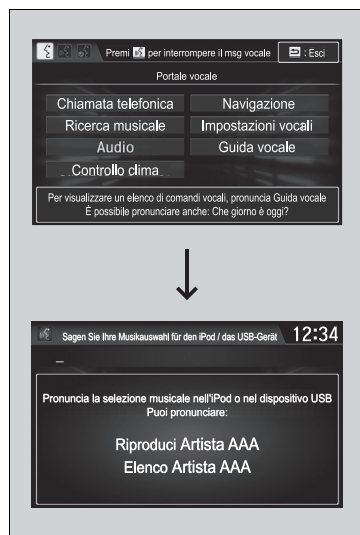 Premi per interrompere il msg vocale : Esci
Portale vocale
Chiamata telefonica Navigazione
Ricerca musicale Impostazioni vocali
Audio Guida vocale
Controllo clima
Per visualizzare un elenco di comandi vocali, pronuncia Guida vocale
È possibile pronunciare anche: Che giorno è oggi?
Sagen Sie Ihre Musikauswahl für den iPod / das USB-Gerät 12:34
Pronuncia la selezione musicale nell'iPod o nel dispositivo USB
Puoi pronunciare:
Riproduci Artista AAA
Elenco Artista AAA